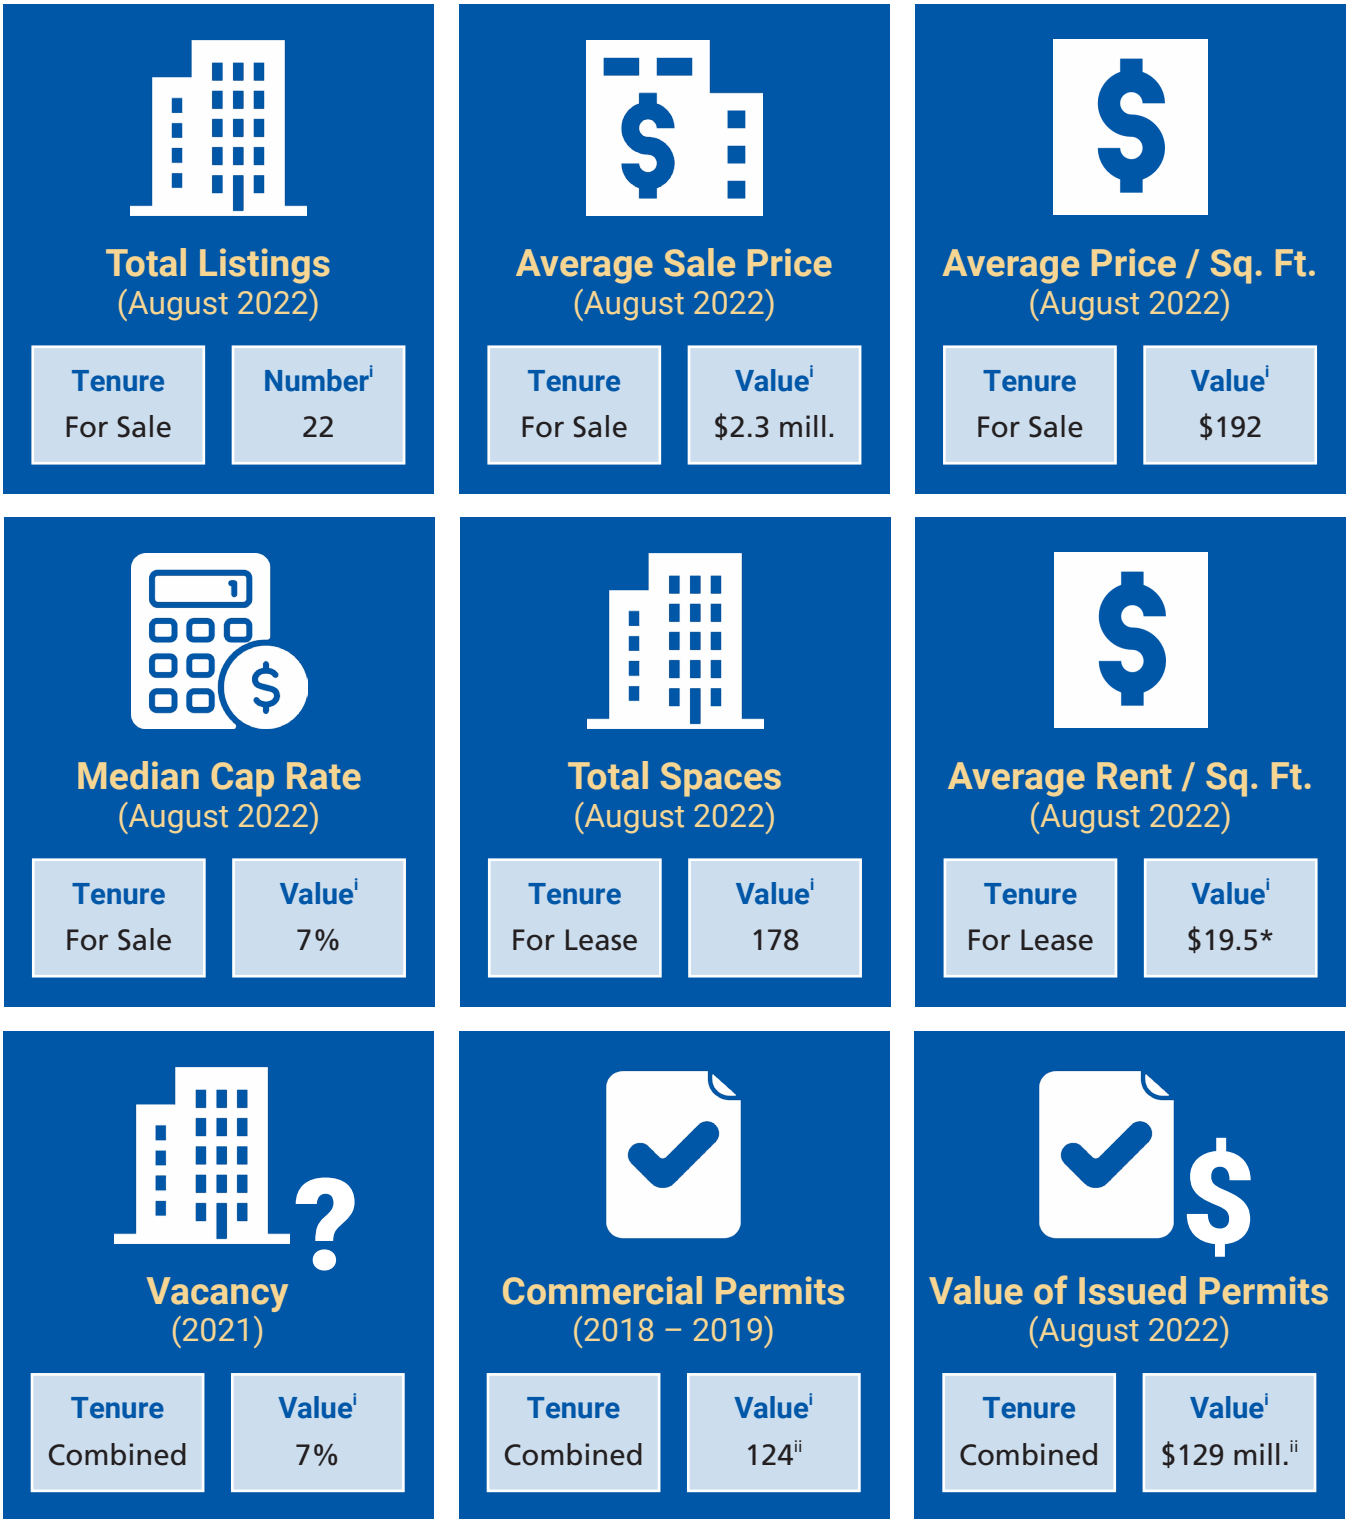 Total Listings
(August 2022)
Tenure
For Sale
Numberⁱ
22
$
Average Sale Price
(August 2022)
Tenure
For Sale
Valueⁱ
$2.3 mill.
$
Average Price / Sq. Ft.
(August 2022)
Tenure
For Sale
Valueⁱ
$192
1
$
Median Cap Rate
(August 2022)
Tenure
For Sale
Valueⁱ
7%
Total Spaces
(August 2022)
Tenure
For Lease
Valueⁱ
178
$
Average Rent / Sq. Ft.
(August 2022)
Tenure
For Lease
Valueⁱ
$19.5*
?
Vacancy
(2021)
Tenure
Combined
Valueⁱ
7%
Commercial Permits
(2018 – 2019)
Tenure
Combined
Valueⁱ
124ⁱⁱ
$
Value of Issued Permits
(August 2022)
Tenure
Combined
Valueⁱ
$129 mill.ⁱⁱ